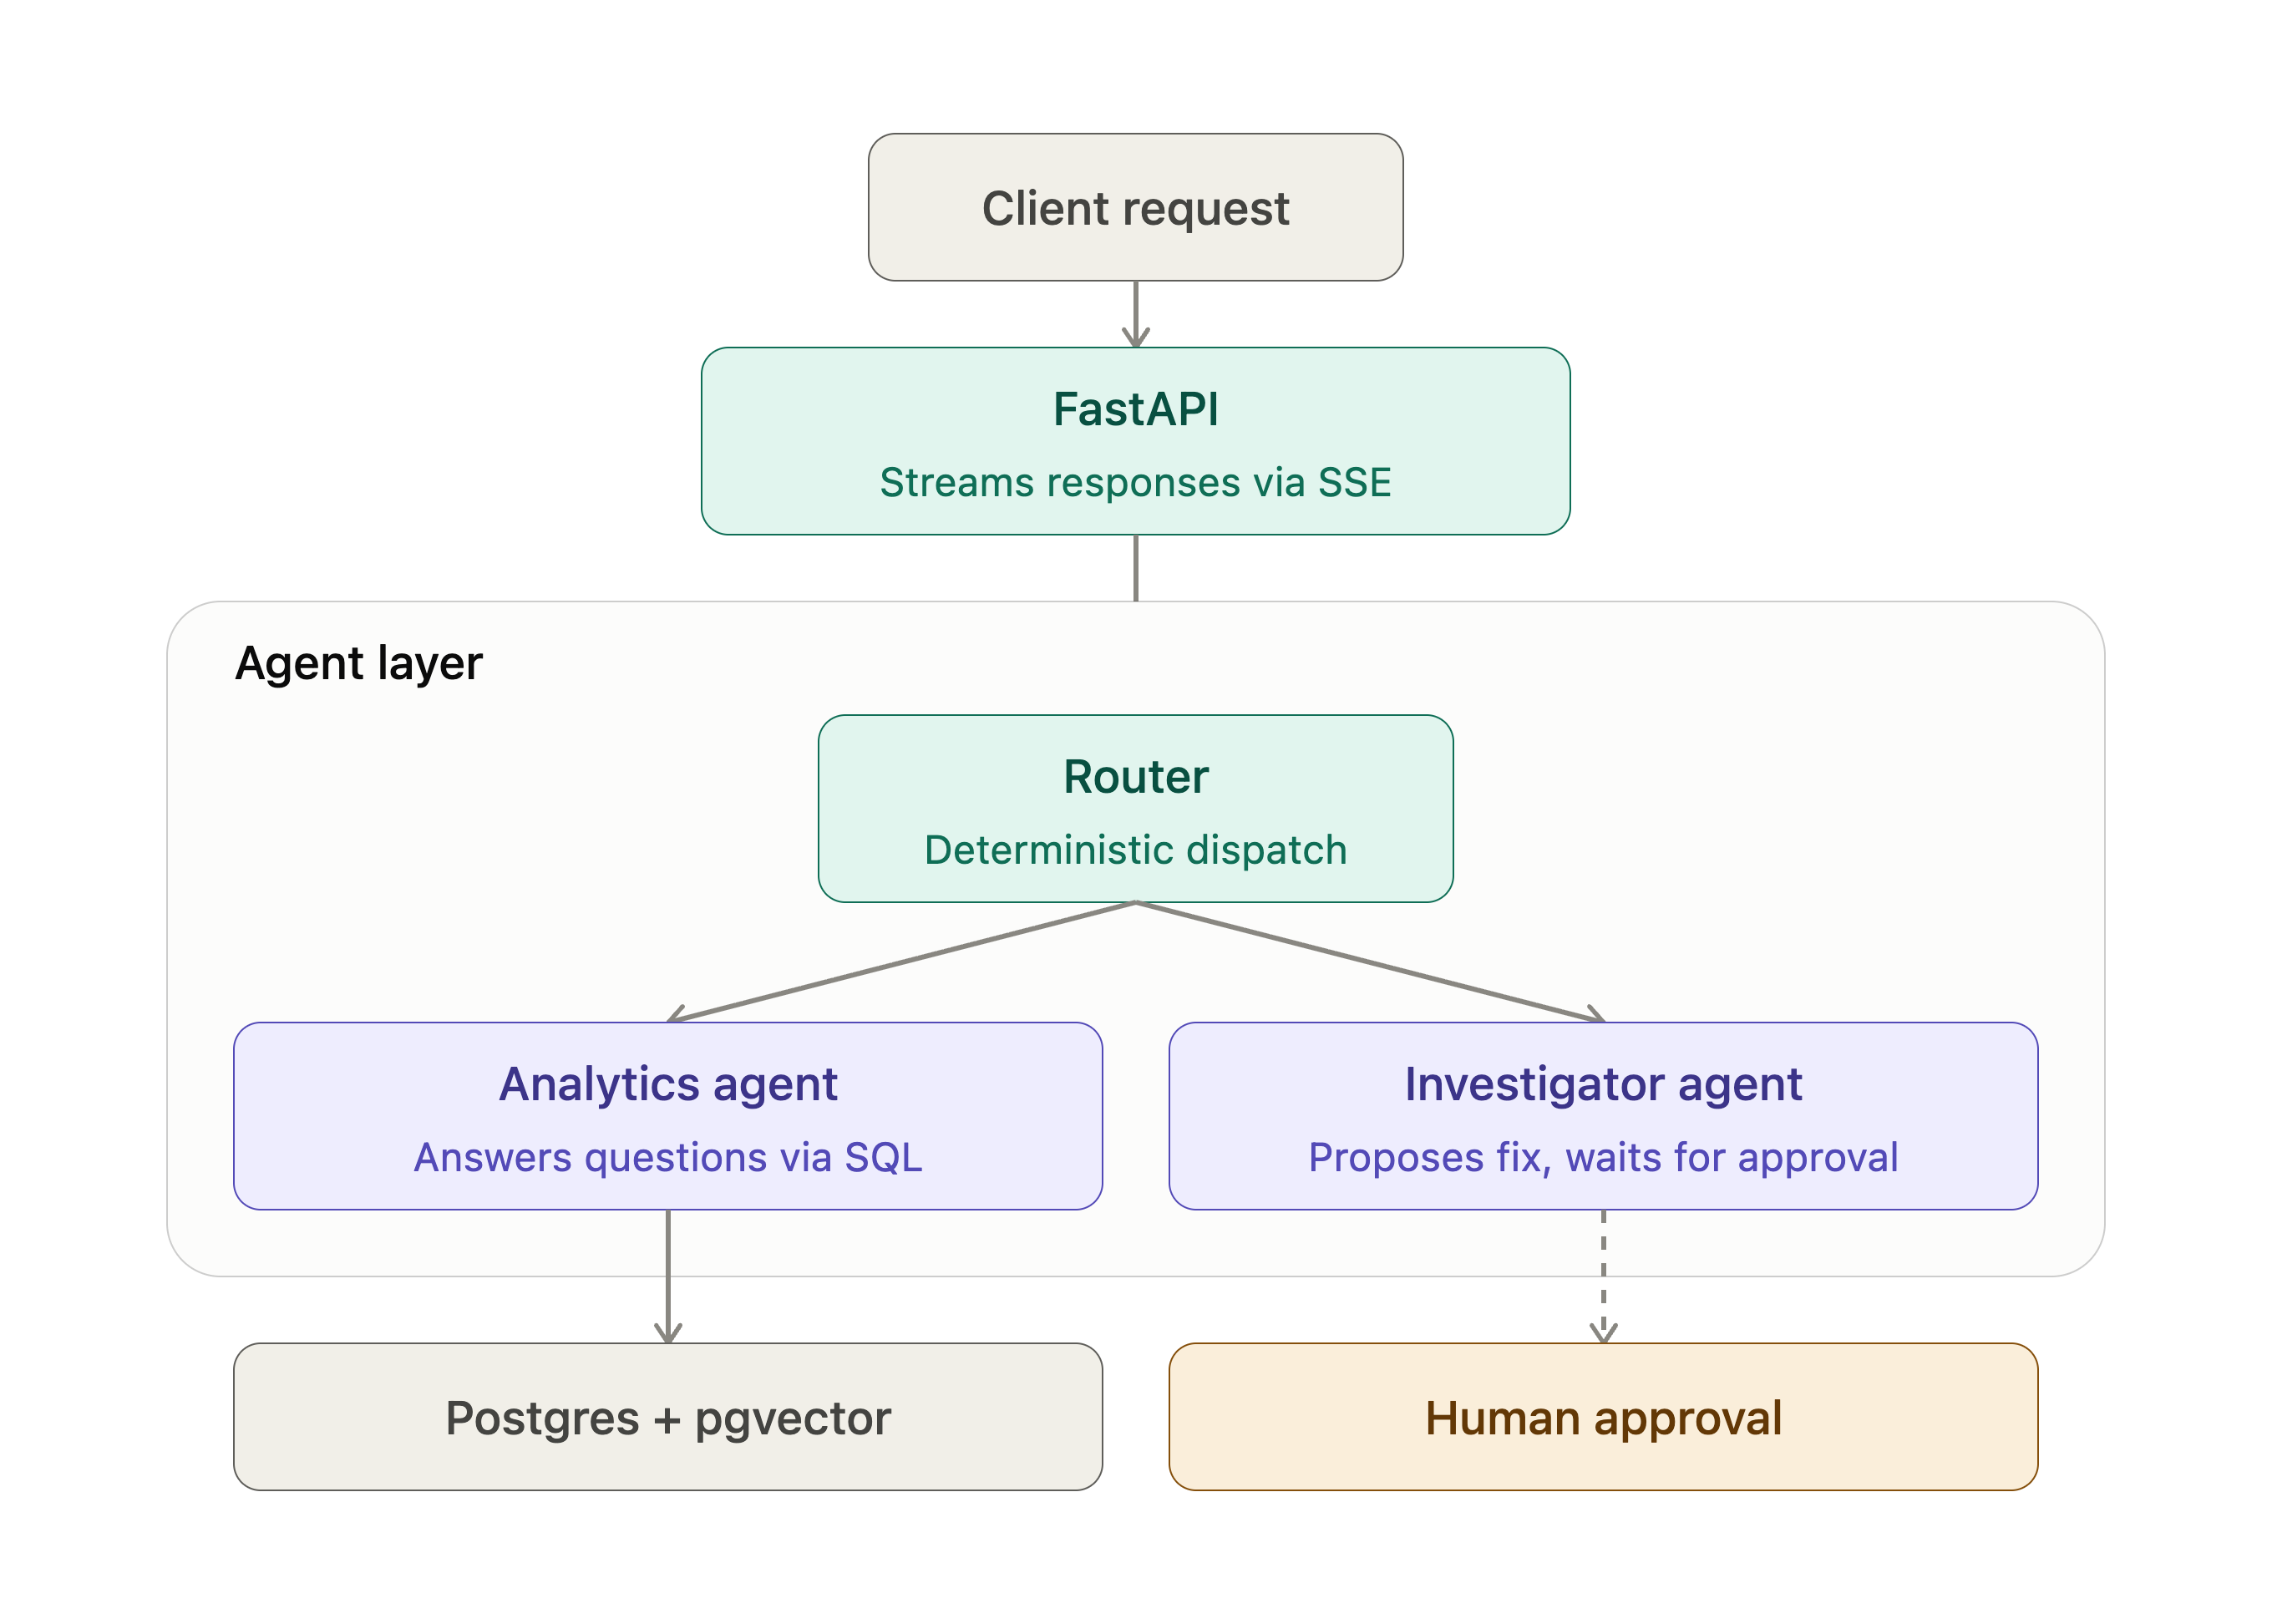 Client request
FastAPI
Streams responses via SSE
Agent layer
Router
Deterministic dispatch
Analytics agent
Answers questions via SQL
Investigator agent
Proposes fix, waits for approval
Postgres + pgvector
Human approval